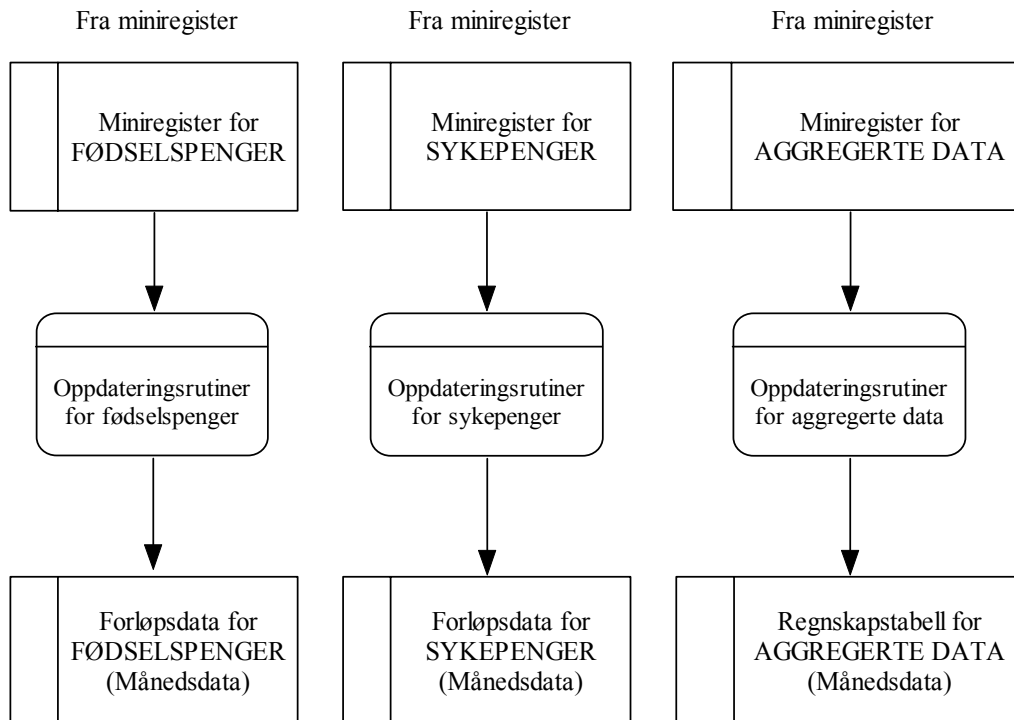 Fra miniregister
Fra miniregister
Fra miniregister
Miniregister for
FØDSELSPENGER
Miniregister for
SYKEPENGER
Miniregister for
AGGREGERTE DATA
Oppdateringsrutiner
for fødselspenger
Oppdateringsrutiner
for sykepenger
Oppdateringsrutiner
for aggregerte data
Forløpsdata for
FØDSELSPENGER
(Månedsdata)
Forløpsdata for
SYKEPENGER
(Månedsdata)
Regnskapstabell for
AGGREGERTE DATA
(Månedsdata)